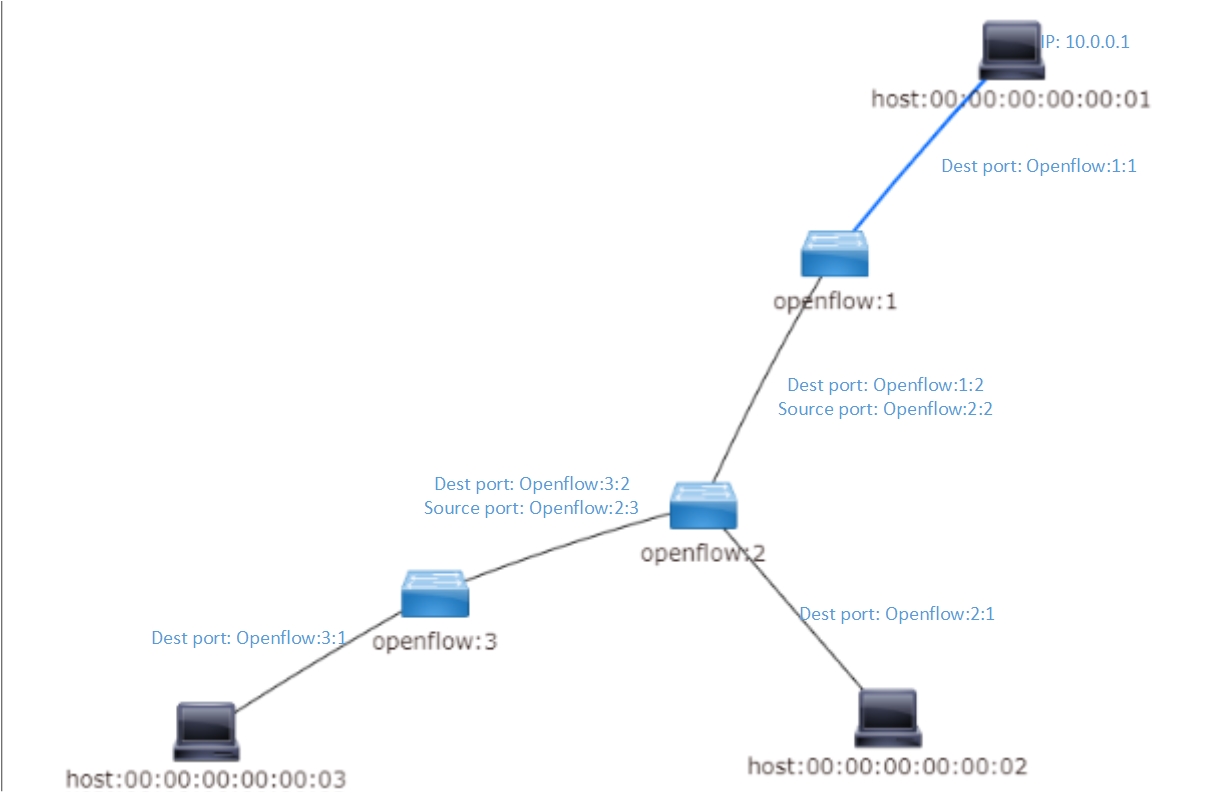 IP: 10.0.0.1
host:00:00:00:00:00:01
Dest port: Openflow:1:1
openflow:1
Dest port: Openflow:1:2
Source port: Openflow:2:2
Dest port: Openflow:3:2
Source port: Openflow:2:3
openflow:2
Dest port: Openflow:2:1
Dest port: Openflow:3:1
openflow:3
host:00:00:00:00:00:02
host:00:00:00:00:00:03